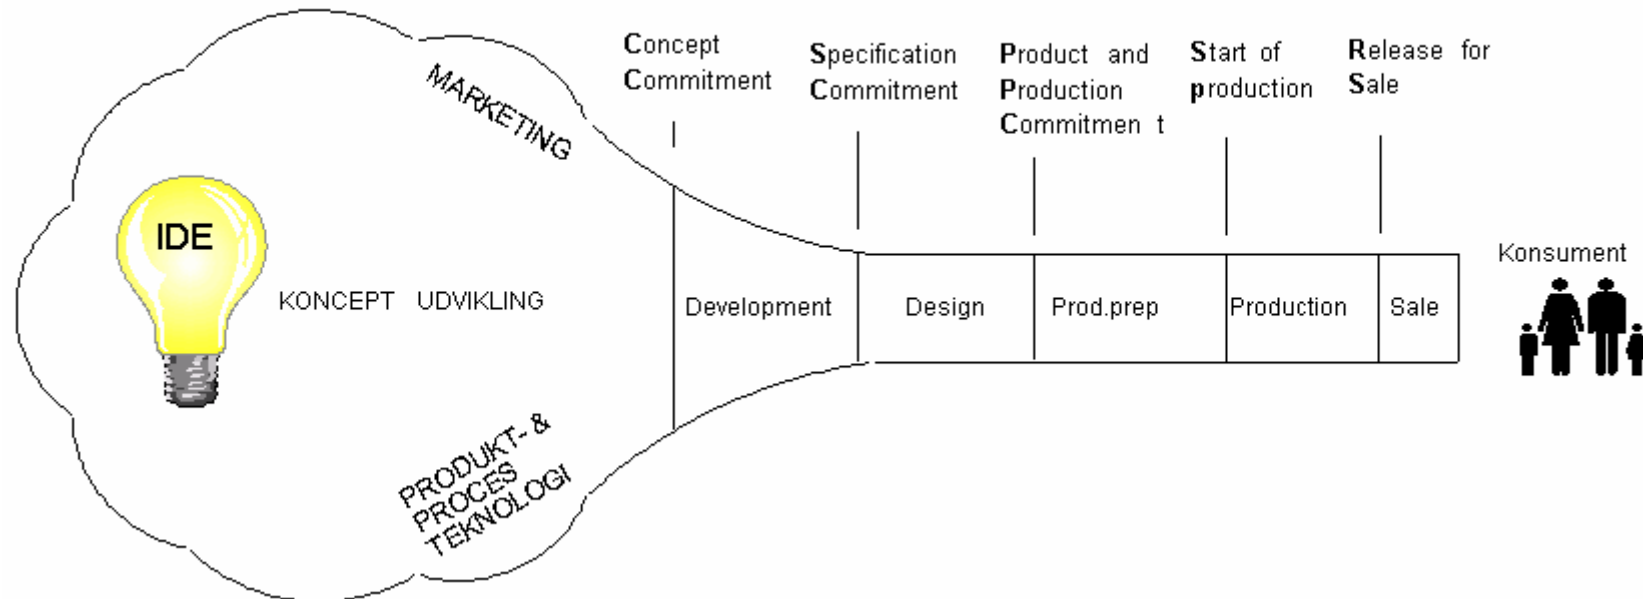 Concept
Commitment
Specification
Commitment
Product and
Production
Commitmen t
Start of
production
Release for
Sale
MARKETING
IDE
KONCEPT UDVIKLING
Development
Design
Prod.prep
Production
Sale
Konsument
PRODUKT- &
PROCES
TEKNOLOGI